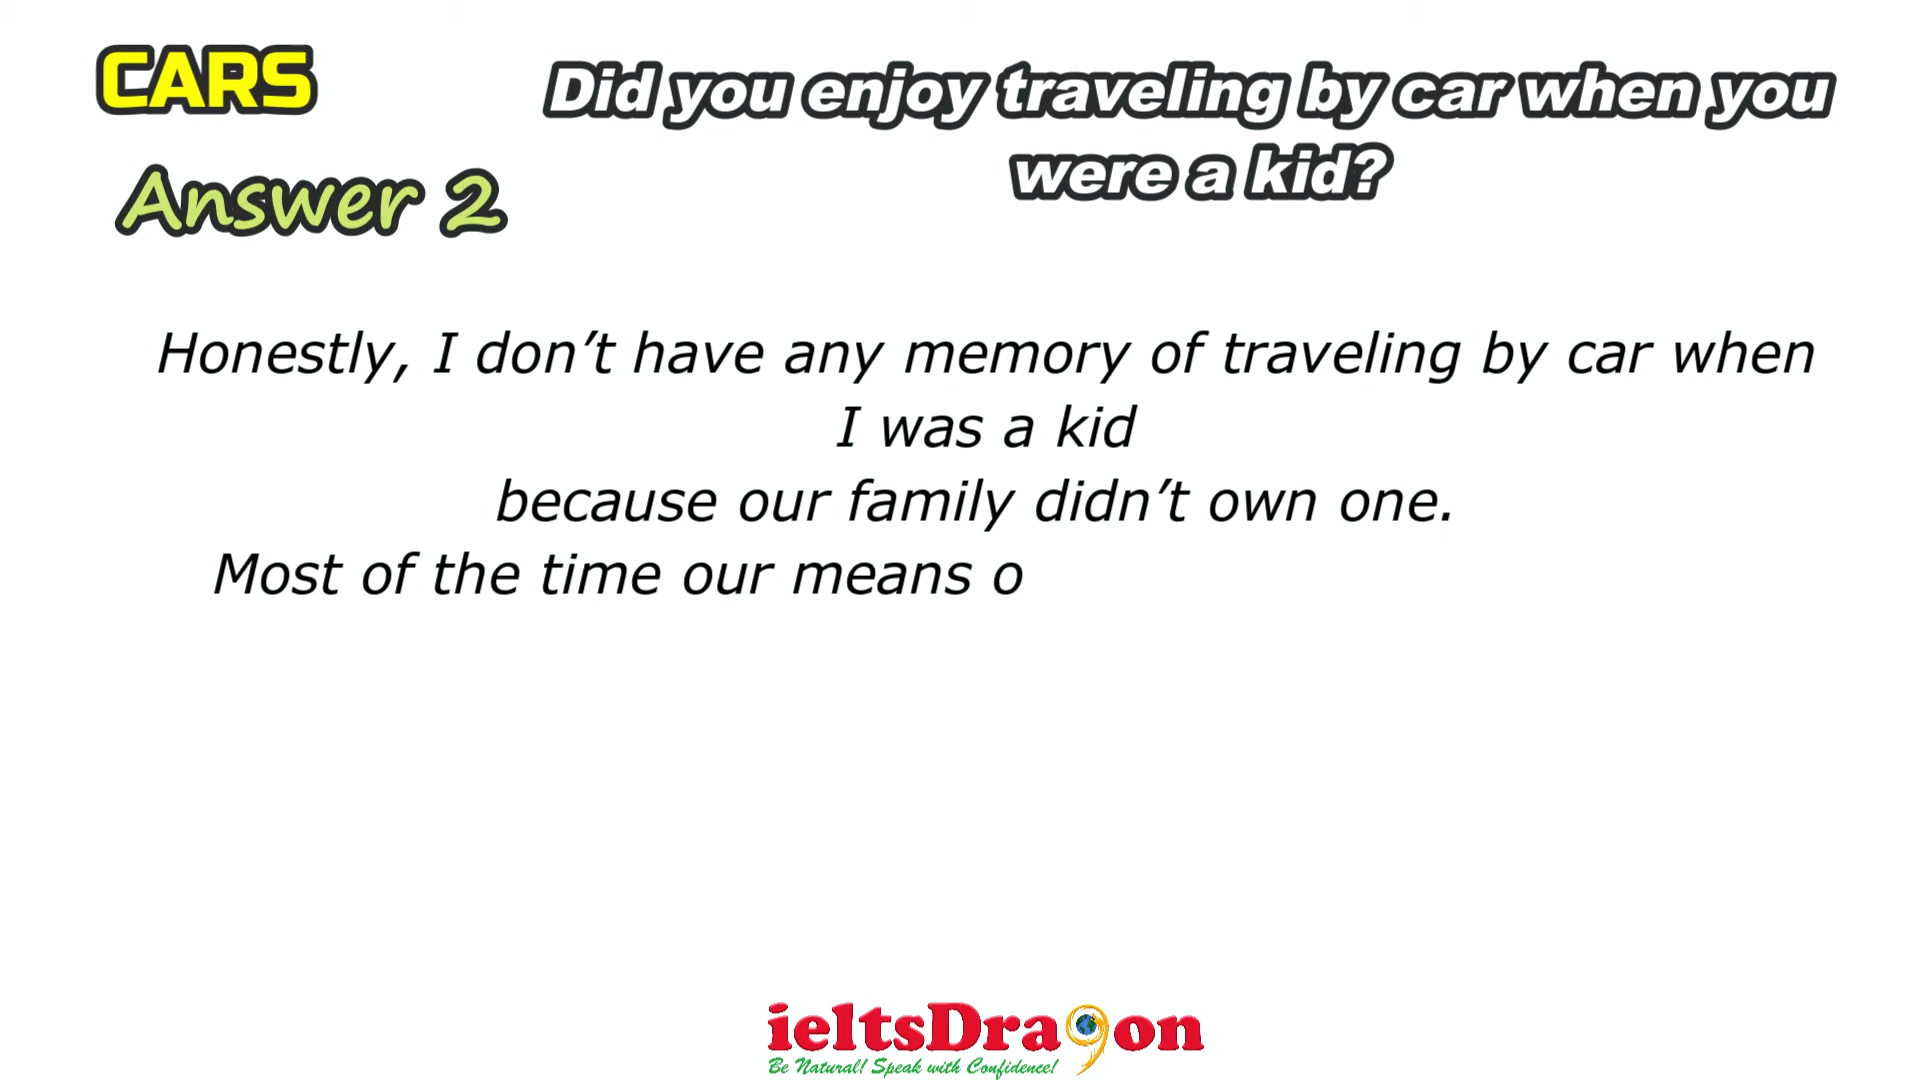 CARS
Did you enjoy traveling by car when you
were a kid?
Answer 2
Honestly, I don’t have any memory of traveling by car when
I was a kid
because our family didn’t own one.
Most of the time our means o
ieltsDra9on
Be Natural! Speak with Confidence!